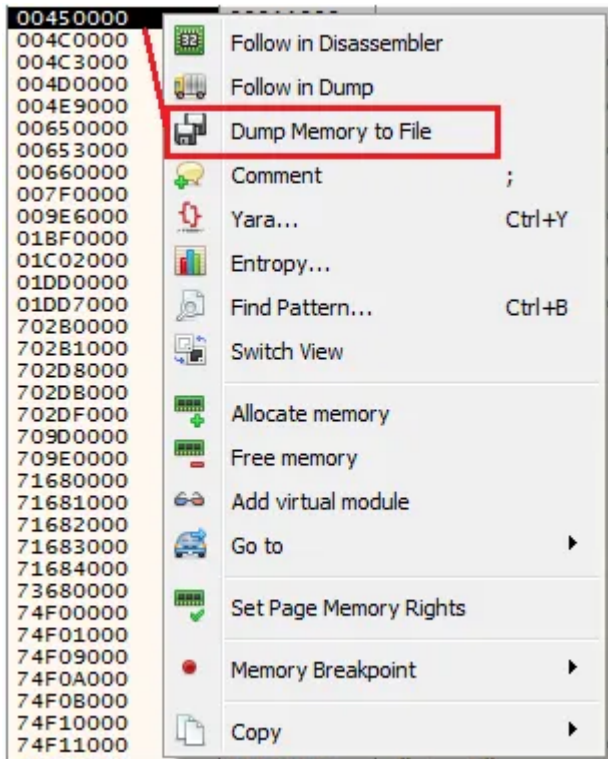 00450000
004C0000
004C3000
004D0000
004E9000
00650000
00653000
00660000
007F0000
009E6000
01BF0000
01C02000
01DD0000
01DD7000
702B0000
702B1000
702D8000
702DB000
702DF000
709D0000
709E0000
71680000
71681000
71682000
71683000
71684000
73680000
74F00000
74F01000
74F09000
74F0A000
74F0B000
74F10000
74F11000
32
Follow in Disassembler
Follow in Dump
Dump Memory to File
Comment ;
Yara... Ctrl+Y
Entropy...
Find Pattern... Ctrl+B
Switch View
Allocate memory
Free memory
Add virtual module
Go to
Set Page Memory Rights
Memory Breakpoint
Copy